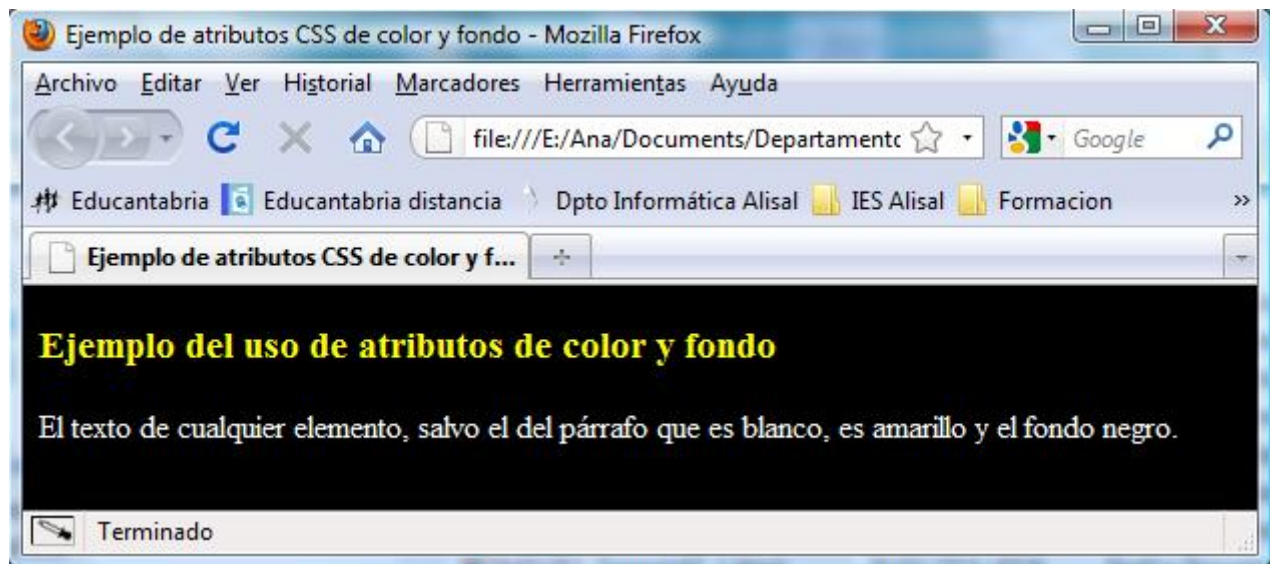 Ejemplo de atributos CSS de color y fondo - Mozilla Firefox
Archivo Editar Ver Historial Marcadores Herramientas Ayuda
file:///E:/Ana/Documents/Departamento Google
Educantabria Educantabria distancia Dpto Informática Alisal IES Alisal Formacion »
Ejemplo de atributos CSS de color y f...
Ejemplo del uso de atributos de color y fondo
El texto de cualquier elemento, salvo el del párrafo que es blanco, es amarillo y el fondo negro.
Terminado